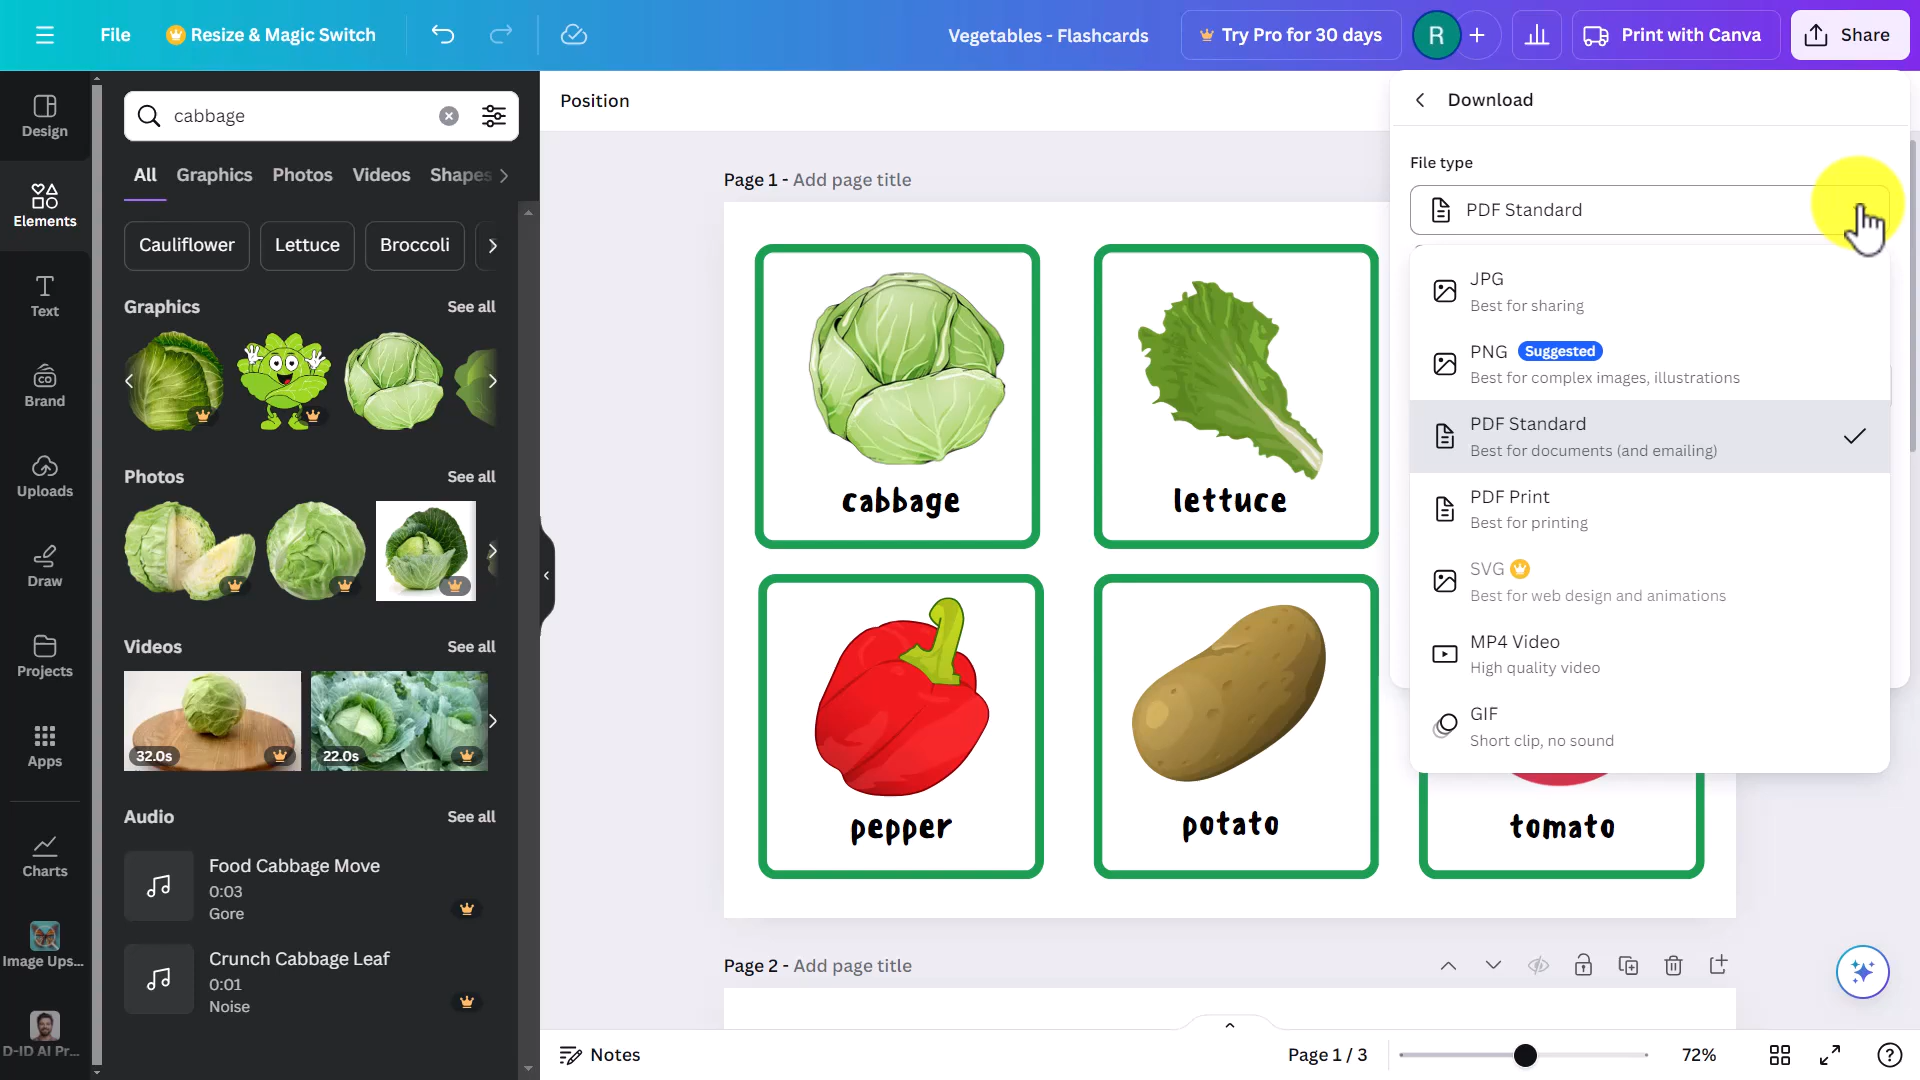 File
Resize & Magic Switch
Vegetables - Flashcards
Try Pro for 30 days
R
Print with Canva
Share
Design
Elements
Text
Brand
Uploads
Draw
Projects
Apps
Charts
Image Ups...
D-ID AI Pr...
cabbage
All Graphics Photos Videos Shapes
Cauliflower Lettuce Broccoli
Graphics See all
Photos See all
Videos See all
32.0s 22.0s
Audio See all
Food Cabbage Move
0:03
Gore
Crunch Cabbage Leaf
0:01
Noise
Position
Page 1 - Add page title
cabbage
lettuce
pepper
potato
tomato
Page 2 - Add page title
Download
File type
PDF Standard
JPG
Best for sharing
PNG Suggested
Best for complex images, illustrations
PDF Standard
Best for documents (and emailing)
PDF Print
Best for printing
SVG
Best for web design and animations
MP4 Video
High quality video
GIF
Short clip, no sound
Notes
Page 1 / 3
72%